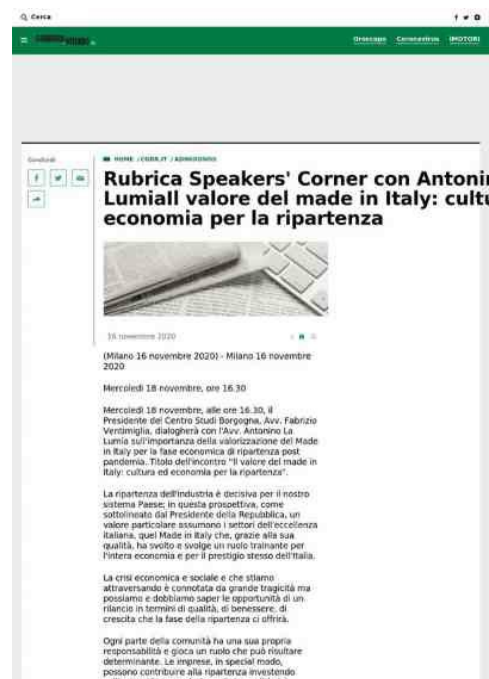 Cerca
Oroscopo Coronavirus IMOTORI
Condividi
HOME / CORR.IT / ADNKRONOS
Rubrica Speakers' Corner con Antonin
LumiaIl valore del made in Italy: cultu
economia per la ripartenza
16 novembre 2020
(Milano 16 novembre 2020) - Milano 16 novembre
2020
Mercoledì 18 novembre, ore 16.30
Mercoledì 18 novembre, alle ore 16.30, il
Presidente del Centro Studi Borgogna, Avv. Fabrizio
Ventimiglia, dialogherà con l'Avv. Antonino La
Lumia sull'importanza della valorizzazione del Made
in Italy per la fase economica di ripartenza post
pandemia. Titolo dell'incontro "Il valore del made in
Italy: cultura ed economia per la ripartenza".
La ripartenza dell'industria è decisiva per il nostro
sistema Paese; in questa prospettiva, come
sottolineato dal Presidente della Repubblica, un
valore particolare assumono i settori dell'eccellenza
italiana, quel Made in Italy che, grazie alla sua
qualità, ha svolto e svolge un ruolo trainante per
l'intera economia e per il prestigio stesso dell'Italia.
La crisi economica e sociale e che stiamo
attraversando è connotata da grande tragicità ma
possiamo e dobbiamo saper le opportunità di un
rilancio in termini di qualità, di benessere, di
crescita che la fase della ripartenza ci offrirà.
Ogni parte della comunità ha una sua propria
responsabilità e gioca un ruolo che può risultare
determinante. Le imprese, in special modo,
possono contribuire alla ripartenza investendo